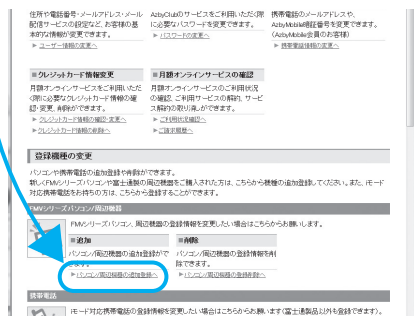 住所や電話番号・メールアドレス・メール
配信サービスの設定など、お客様の基
本的な情報が変更できます。
▶ ユーザー情報の変更へ
AzbyClubのサービスをご利用いただく際
に必要なパスワードを変更できます。
▶ パスワードの変更へ
携帯電話のメールアドレスや、
AzbyMobile暗証番号を変更できます。
(AzbyMobile会員のお客様)
▶ 携帯電話情報の変更へ
■クレジットカード情報変更
月額オンラインサービスをご利用いただ
く際に必要なクレジットカード情報の確
認・変更、削除ができます。
▶ クレジットカード情報の確認・変更へ
▶ クレジットカード情報の削除へ
■月額オンラインサービスの確認
月額オンラインサービスのご利用状況
の確認、ご利用サービスの解約、サービ
ス解約の取り消しができます。
▶ ご利用状況確認へ
▶ ご請求履歴へ
登録機種の変更
パソコンや携帯電話の追加登録や削除ができます。
新しくFMVシリーズパソコンや富士通製の周辺機器をご購入された方は、こちらから機種の追加登録してください。また、iモード
対応携帯電話をお持ちの方は、こちらから登録することができます。
FMVシリーズパソコン/周辺機器
FMVシリーズパソコン、周辺機器の登録情報を変更したい場合はこちらからお願いします。
■追加
パソコン/周辺機器の追加登録がで
きます。
▶ パソコン/周辺機器の追加登録へ
■削除
パソコン/周辺機器の登録情報を削
除できます。
▶ パソコン/周辺機器の登録削除へ
携帯電話
iモード対応携帯電話の登録情報を変更したい場合はこちらからお願います(富士通製品以外も登録できます)。